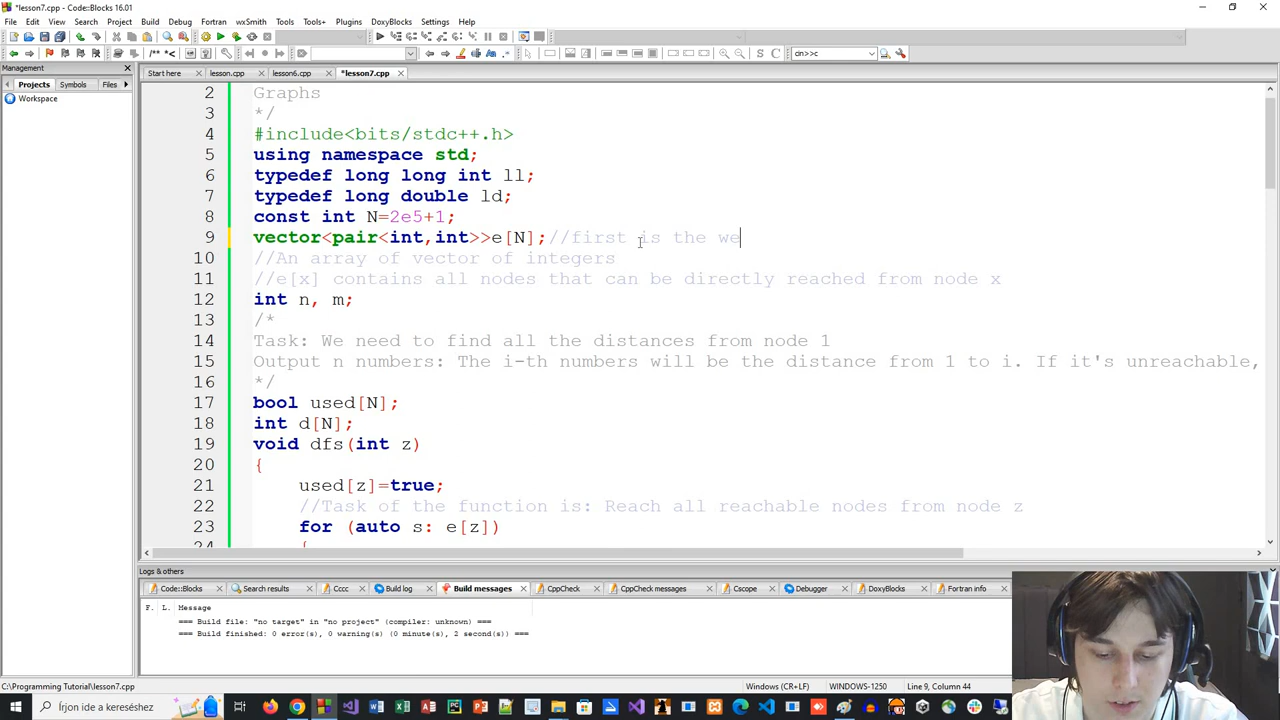 *lesson7.cpp - Code::Blocks 16.01
File Edit View Search Project Build Debug Fortran wxSmith Tools Tools+ Plugins DoxyBlocks Settings Help
/** *<
S C cin>>c
Management
Projects Symbols Files
Workspace
Start here lesson.cpp lesson6.cpp *lesson7.cpp
2 Graphs
3 */
4 #include<bits/stdc++.h>
5 using namespace std;
6 typedef long long int ll;
7 typedef long double ld;
8 const int N=2e5+1;
9 vector<pair<int,int>>e[N];//first is the we
10 //An array of vector of integers
11 //e[x] contains all nodes that can be directly reached from node x
12 int n, m;
13 /*
14 Task: We need to find all the distances from node 1
15 Output n numbers: The i-th numbers will be the distance from 1 to i. If it's unreachable,
16 */
17 bool used[N];
18 int d[N];
19 void dfs(int z)
20 {
21 used[z]=true;
22 //Task of the function is: Reach all reachable nodes from node z
23 for (auto s: e[z])
24 {
Logs & others
Code::Blocks Search results Cccc Build log Build messages CppCheck CppCheck messages Cscope Debugger DoxyBlocks Fortran info
F. L. Message
=== Build file: "no target" in "no project" (compiler: unknown) ===
=== Build finished: 0 error(s), 0 warning(s) (0 minute(s), 2 second(s)) ===
C:\Programming Tutorial\lesson7.cpp Windows (CR+LF) WINDOWS-1250 Line 9, Column 44
Írjon ide a kereséshez